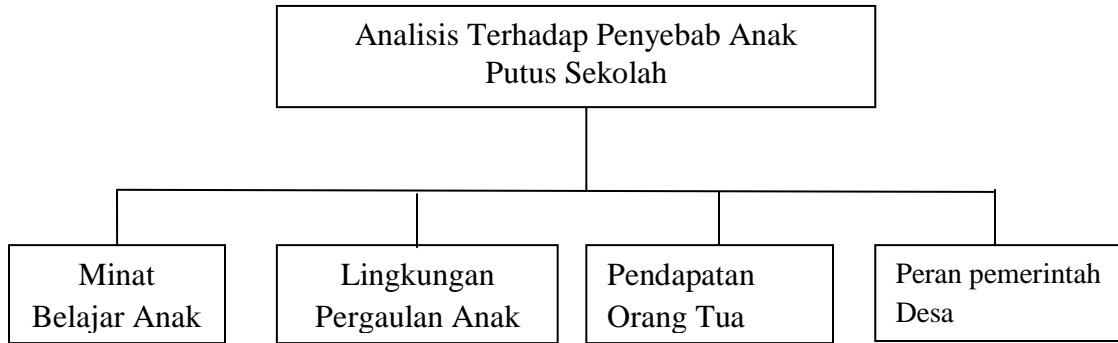 Analisis Terhadap Penyebab Anak
Putus Sekolah
Minat
Belajar Anak
Lingkungan
Pergaulan Anak
Pendapatan
Orang Tua
Peran pemerintah
Desa